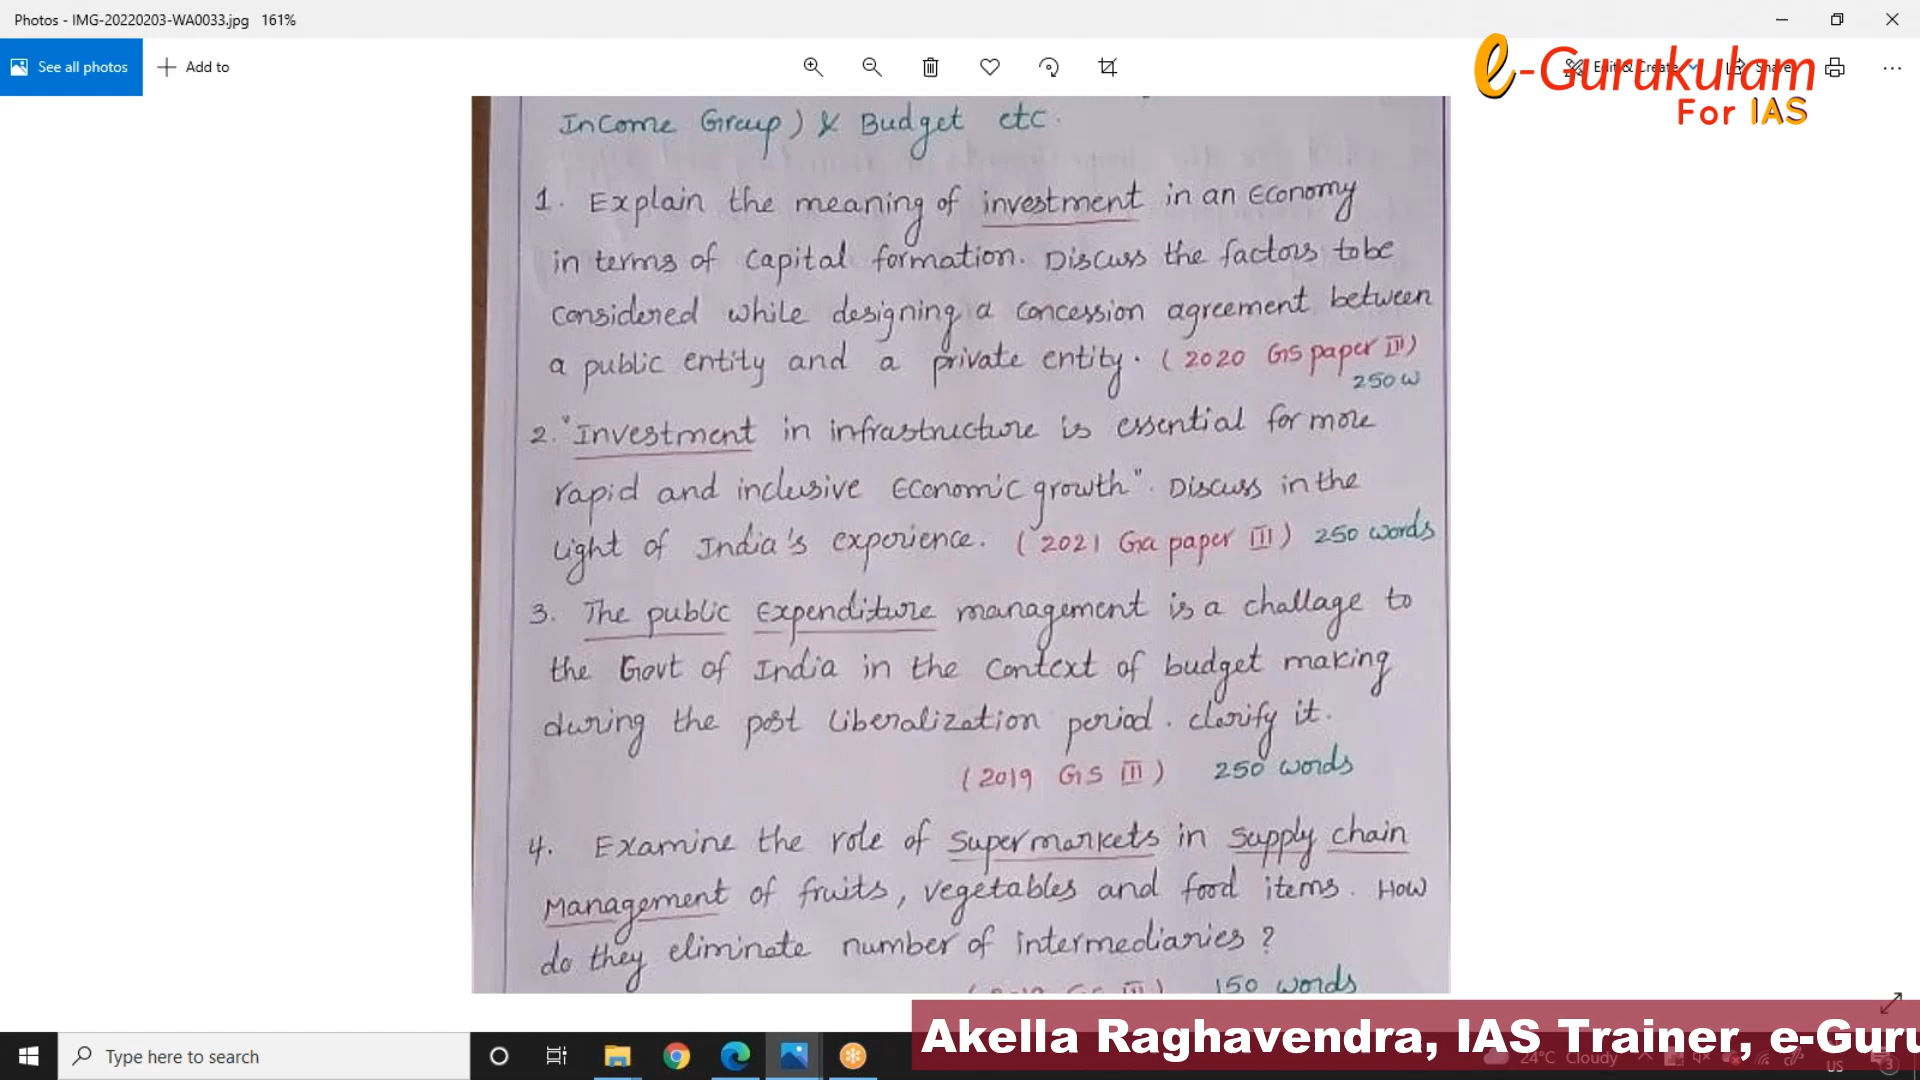 Photos - IMG-20220203-WA0033.jpg 161%
See all photos
Add to
e-Gurukulam
For IAS
Income Group) & Budget etc.
1. Explain the meaning of investment in an Economy
in terms of capital formation. Discuss the factors to be
considered while designing a concession agreement between
a public entity and a private entity. (2020 GS paper III)
250 W
2. "Investment in infrastructure is essential for more
rapid and inclusive Economic growth". Discuss in the
light of India's experience. (2021 Gs paper III) 250 words
3. The public Expenditure management is a challage to
the Govt of India in the context of budget making
during the post liberalization period. clarify it.
(2019 GS III) 250 words
4. Examine the role of supermarkets in supply chain
Management of fruits, vegetables and food items. How
do they eliminate number of intermediaries?
150 words
Akella Raghavendra, IAS Trainer, e-Guru
Type here to search
24°C Cloudy
US
3